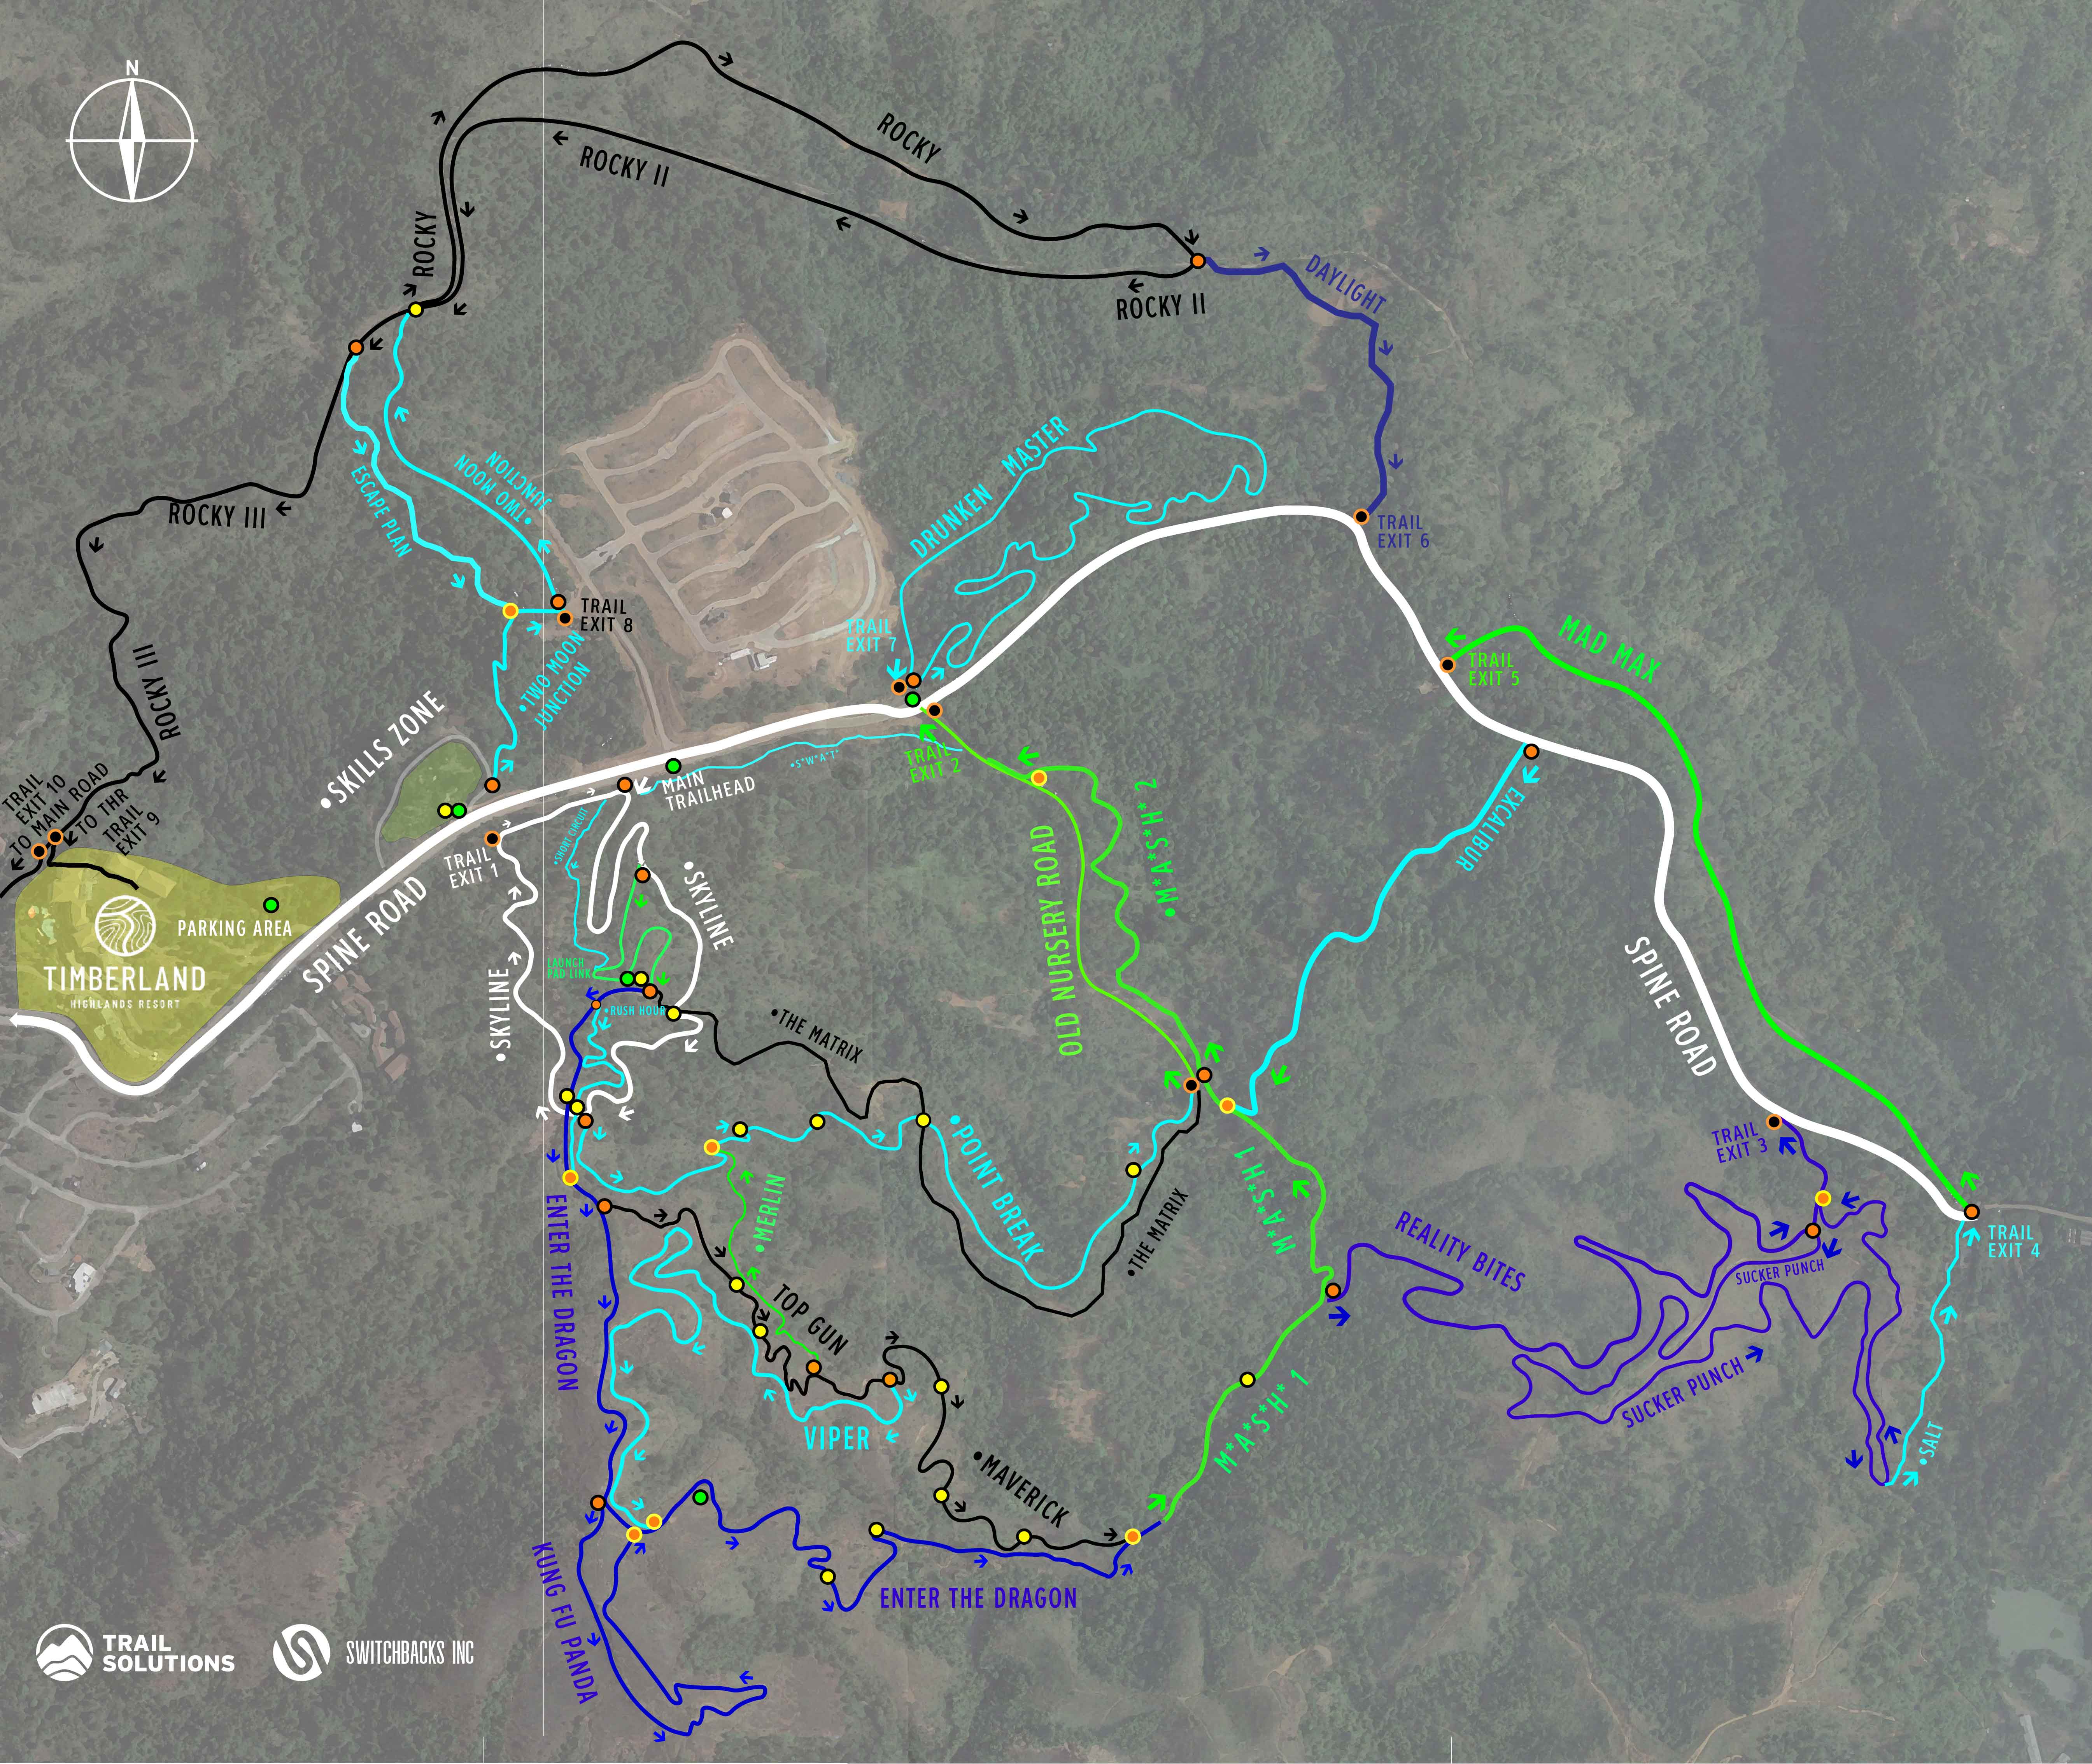 N
ROCKY
ROCKY II
ROCKY
ROCKY II
DAYLIGHT
TRAIL
EXIT 6
ROCKY III
ESCAPE PLAN
•TWO MOON
JUNCTION
DRUNKEN MASTER
TRAIL
EXIT 8
•TWO MOON
JUNCTION
TRAIL
EXIT 7
MAD MAX
TRAIL
EXIT 5
ROCKY III
•SKILLS ZONE
TRAIL
EXIT 10
TO MAIN ROAD
TO THR
TRAIL
EXIT 9
MAIN
TRAILHEAD
•S*W*A*T*
TRAIL
EXIT 2
•M*A*S*H* 2
EXCALIBUR
TRAIL
EXIT 1
•SHORT CIRCUIT
•SKYLINE
OLD NURSERY ROAD
PARKING AREA
TIMBERLAND
HIGHLANDS RESORT
SPINE ROAD
SPINE ROAD
LAUNCH
PAD LINK
•RUSH HOUR
•SKYLINE
•THE MATRIX
•POINT BREAK
•THE MATRIX
M*A*S*H 1
TRAIL
EXIT 3
TRAIL
EXIT 4
REALITY BITES
SUCKER PUNCH
SUCKER PUNCH
•SALT
ENTER THE DRAGON
•MERLIN
TOP GUN
VIPER
•MAVERICK
M*A*S*H* 1
ENTER THE DRAGON
KUNG FU PANDA
TRAIL
SOLUTIONS
SWITCHBACKS INC